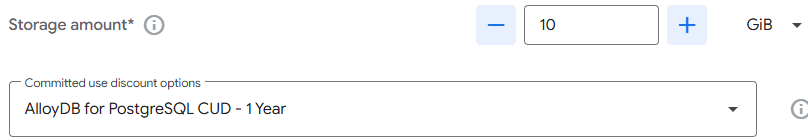 Storage amount*
10
GiB
Committed use discount options
AlloyDB for PostgreSQL CUD - 1 Year